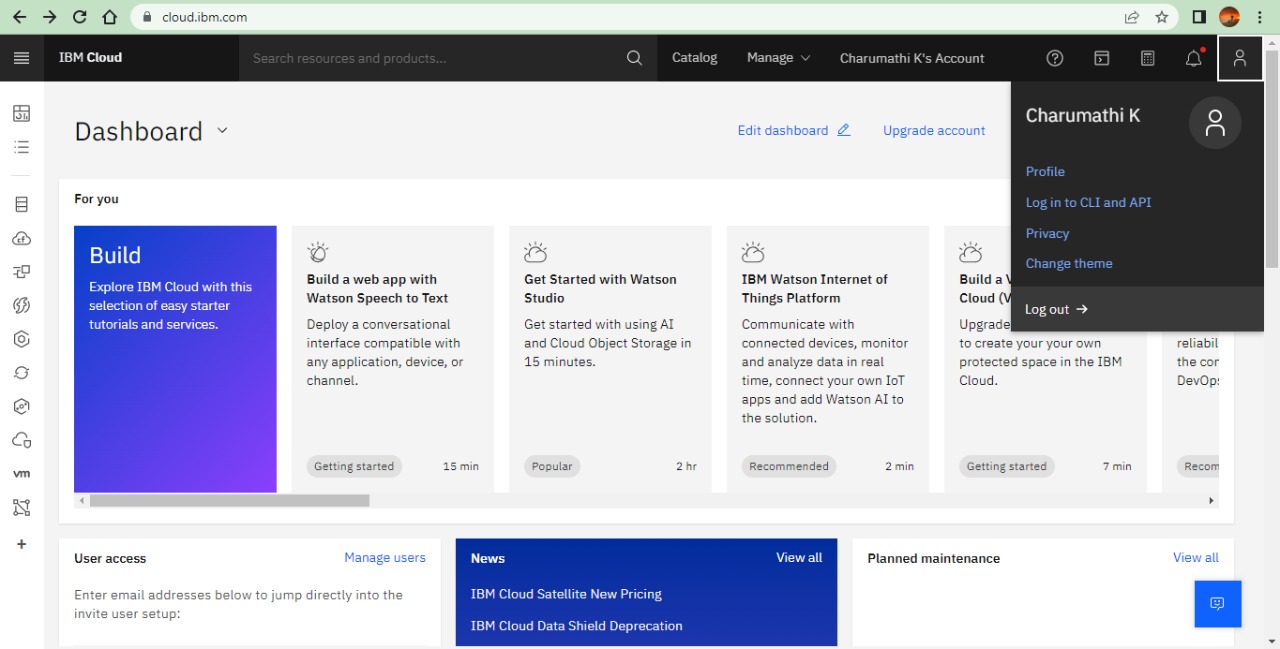 cloud.ibm.com
IBM Cloud
Search resources and products...
Catalog
Manage
Charumathi K's Account
Charumathi K
Profile
Log in to CLI and API
Privacy
Change theme
Log out
Dashboard
Edit dashboard
Upgrade account
For you
Build
Explore IBM Cloud with this
selection of easy starter
tutorials and services.
Build a web app with
Watson Speech to Text
Deploy a conversational
interface compatible with
any application, device, or
channel.
Getting started 15 min
Get Started with Watson
Studio
Get started with using AI
and Cloud Object Storage in
15 minutes.
Popular 2 hr
IBM Watson Internet of
Things Platform
Communicate with
connected devices, monitor
and analyze data in real
time, connect your own IoT
apps and add Watson AI to
the solution.
Recommended 2 min
Build a V
Cloud (V
Upgrade
to create your your own
protected space in the IBM
Cloud.
Getting started 7 min
reliabil
the cor
DevOps
Recom
vm
User access
Manage users
Enter email addresses below to jump directly into the
invite user setup:
News
View all
IBM Cloud Satellite New Pricing
IBM Cloud Data Shield Deprecation
Planned maintenance
View all